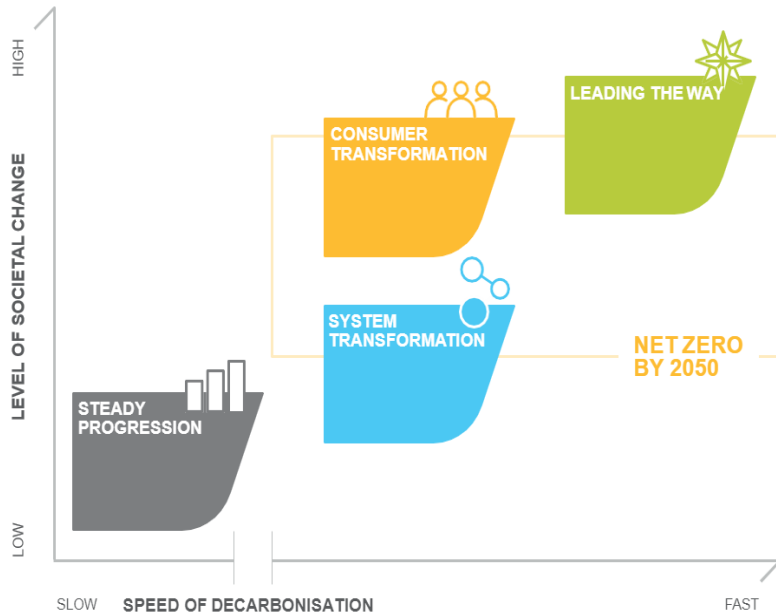 HIGH
LEVEL OF SOCIETAL CHANGE
LOW
LEADING THE WAY
CONSUMER
TRANSFORMATION
SYSTEM
TRANSFORMATION
NET ZERO
BY 2050
STEADY
PROGRESSION
SLOW
SPEED OF DECARBONISATION
FAST